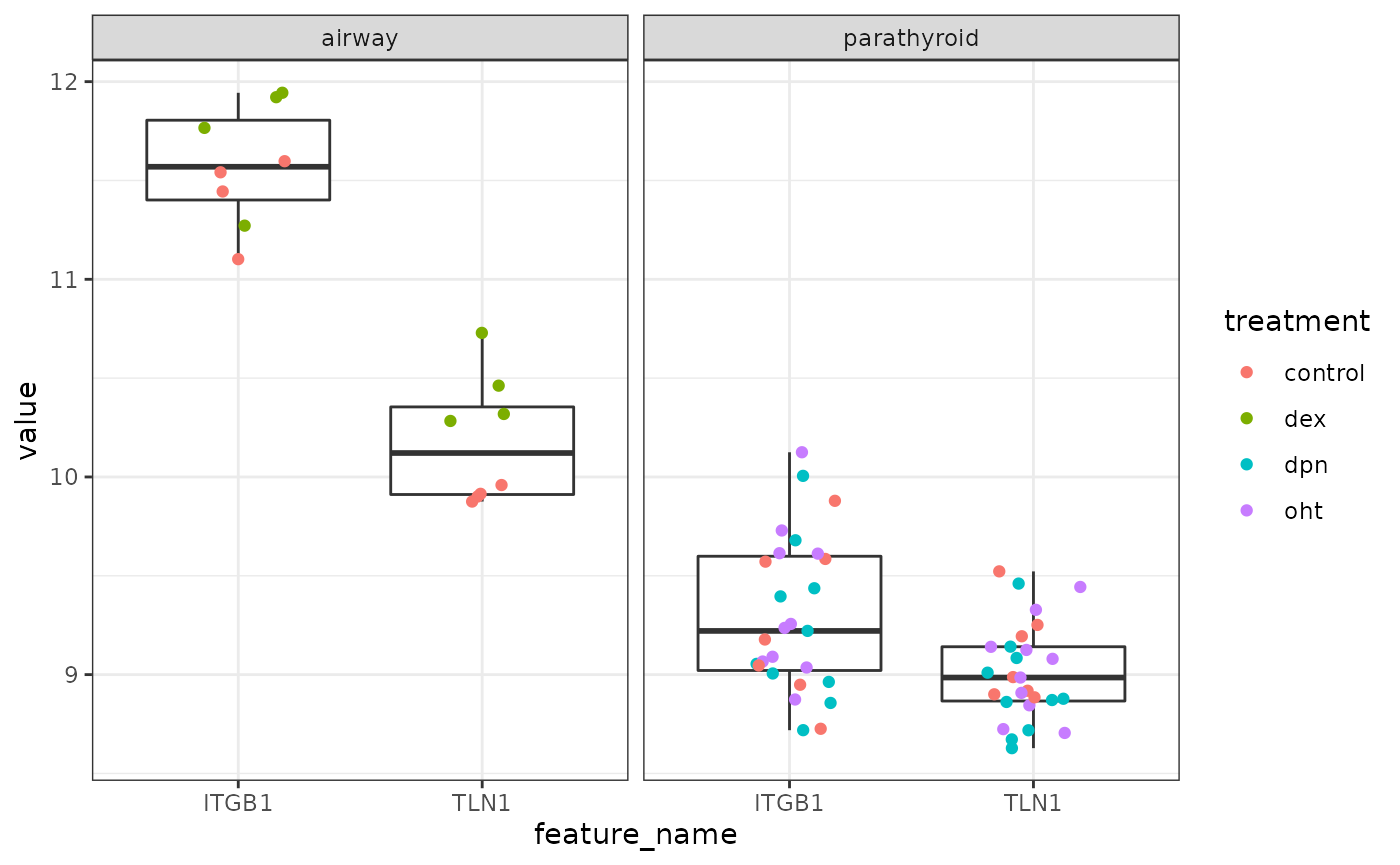 airway
parathyroid
12
11
10
9
value
ITGB1
TLN1
ITGB1
TLN1
feature_name
treatment
control
dex
dpn
oht